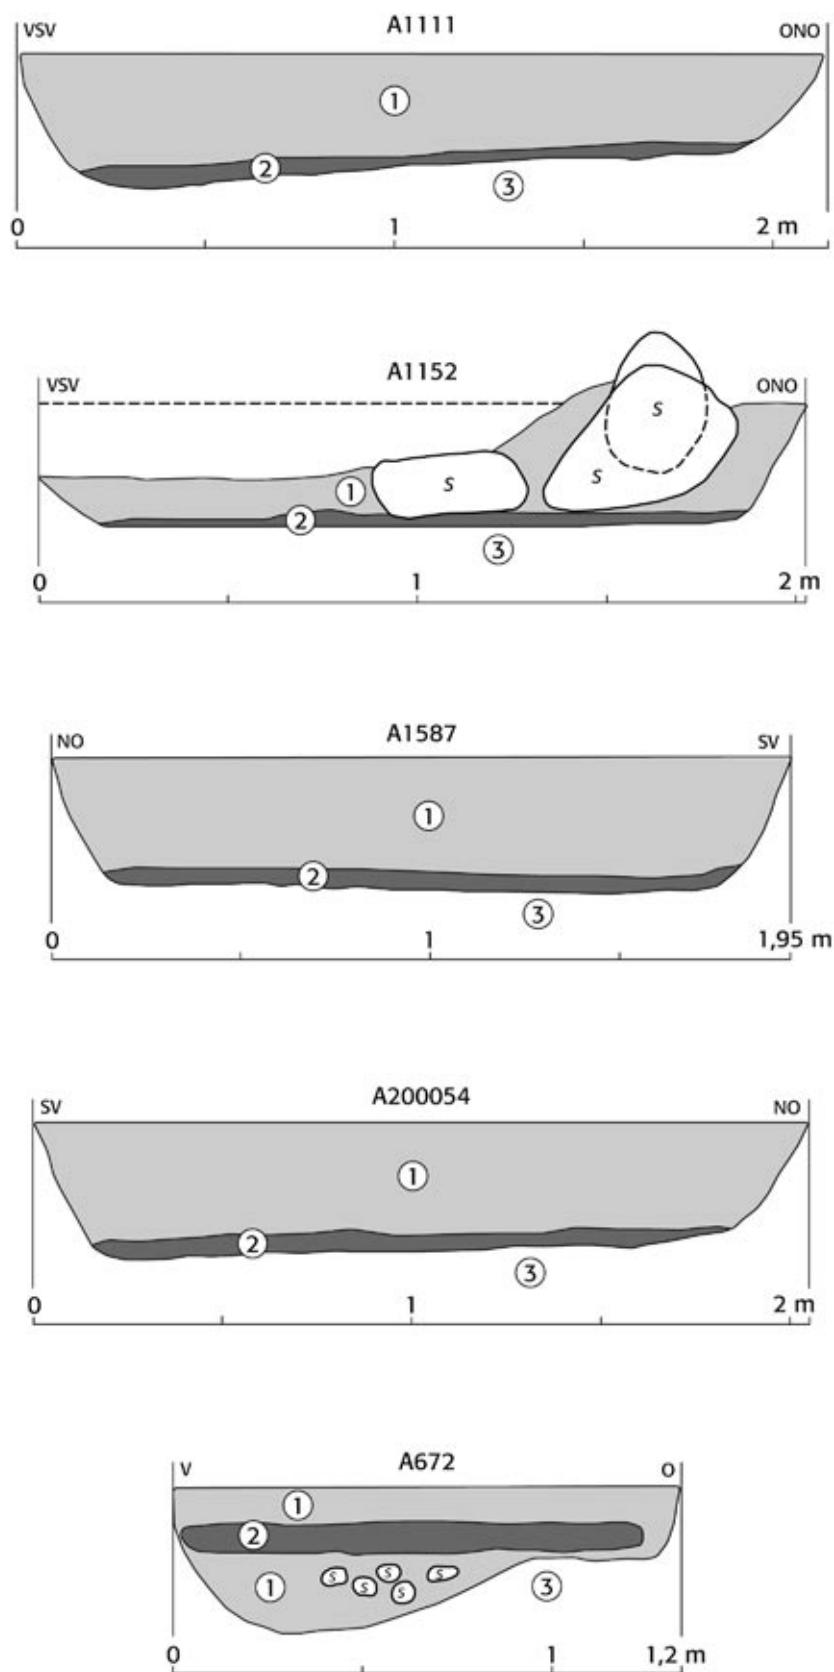 A1111
VSV ONO
1
2
3
0 1 2 m
A1152
VSV ONO
S
S
S
1
2
3
0 1 2 m
A1587
NO SV
1
2
3
0 1 1,95 m
A200054
SV NO
1
2
3
0 1 2 m
A672
V O
1
2
1
S S S S S
3
0 1 1,2 m